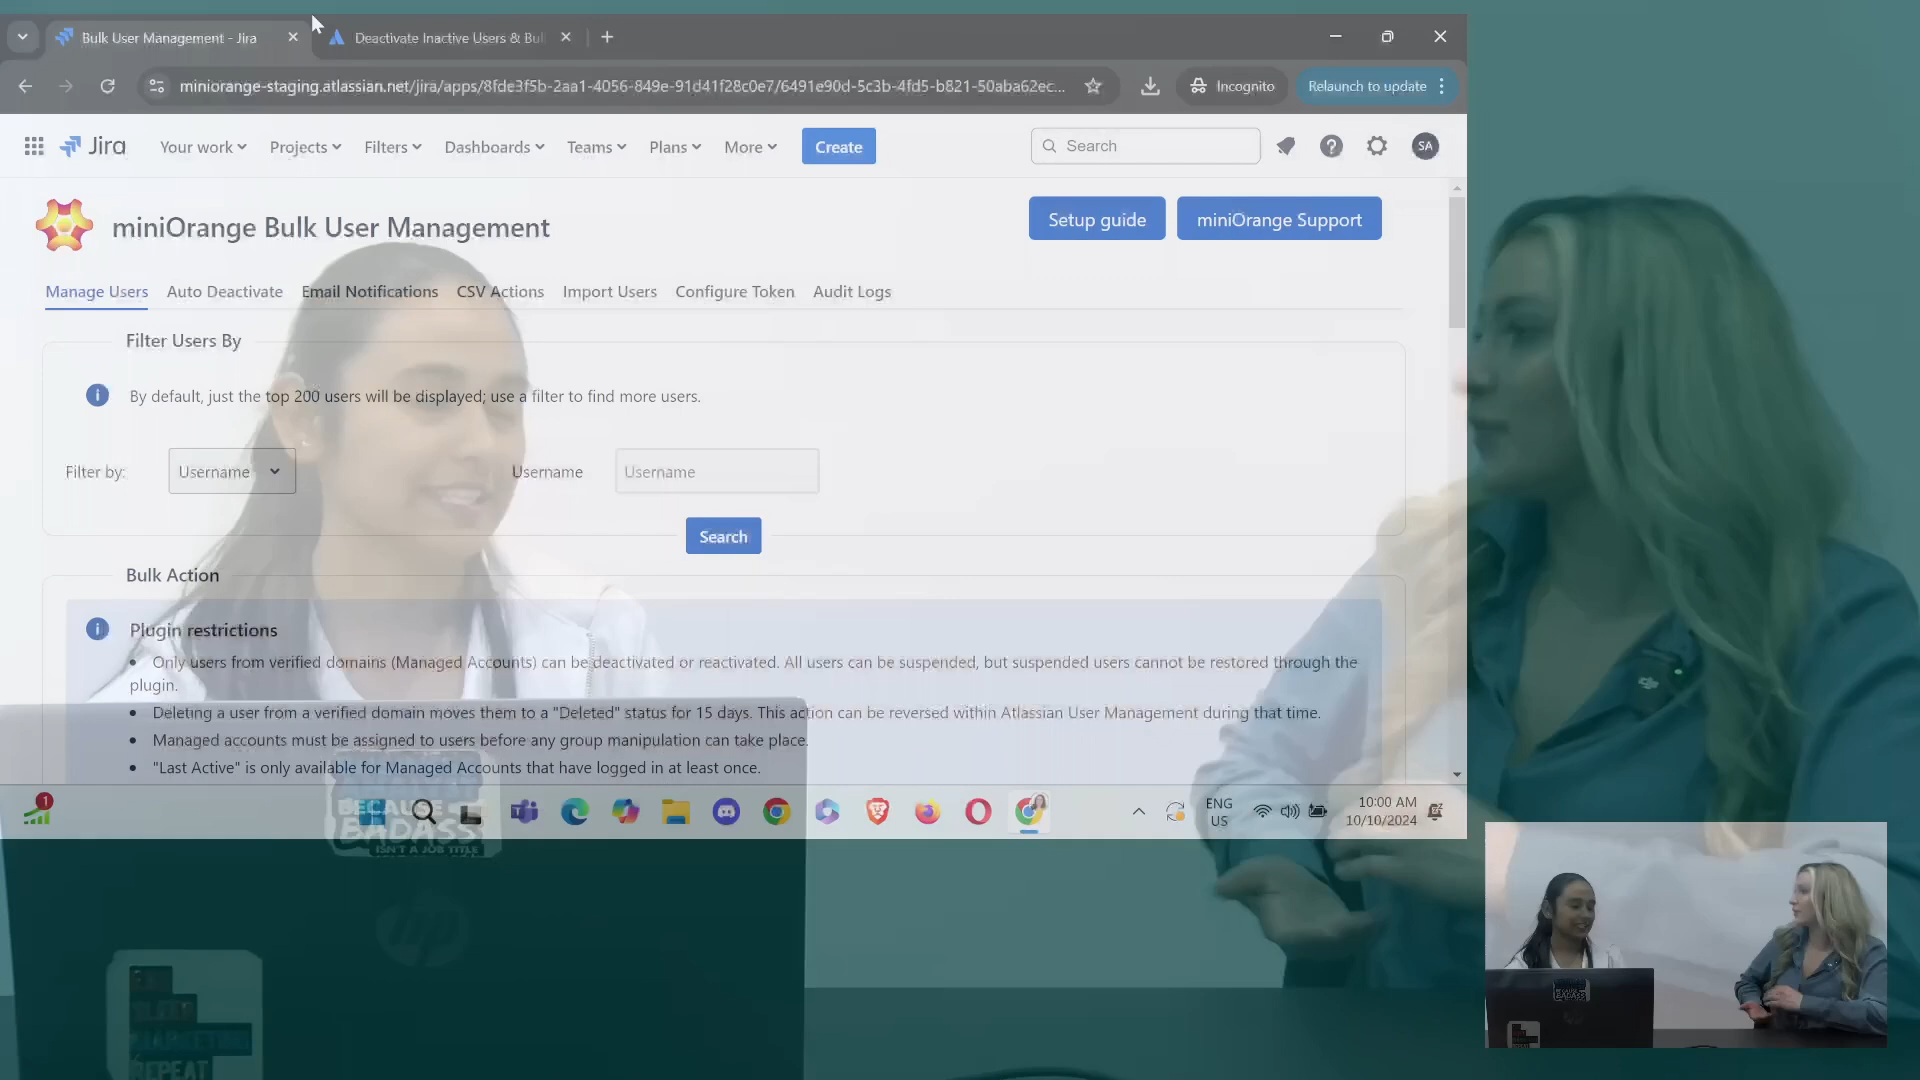 Bulk User Management - Jira
Deactivate Inactive Users & Bul
miniorange-staging.atlassian.net/jira/apps/8fde3f5b-2aa1-4056-849e-91d41f28c0e7/6491e90d-5c3b-4fd5-b821-50aba62ec...
Incognito
Relaunch to update
Jira
Your work
Projects
Filters
Dashboards
Teams
Plans
More
Create
Search
SA
miniOrange Bulk User Management
Setup guide
miniOrange Support
Manage Users
Auto Deactivate
Email Notifications
CSV Actions
Import Users
Configure Token
Audit Logs
Filter Users By
By default, just the top 200 users will be displayed; use a filter to find more users.
Filter by:
Username
Username
Username
Search
Bulk Action
Plugin restrictions
• Only users from verified domains (Managed Accounts) can be deactivated or reactivated. All users can be suspended, but suspended users cannot be restored through the
plugin.
• Deleting a user from a verified domain moves them to a "Deleted" status for 15 days. This action can be reversed within Atlassian User Management during that time.
• Managed accounts must be assigned to users before any group manipulation can take place.
• "Last Active" is only available for Managed Accounts that have logged in at least once.
1
ENG
US
10:00 AM
10/10/2024
BECAUSE
BADASS
ISN'T A JOB TITLE
hp
MARKETING
REPEAT